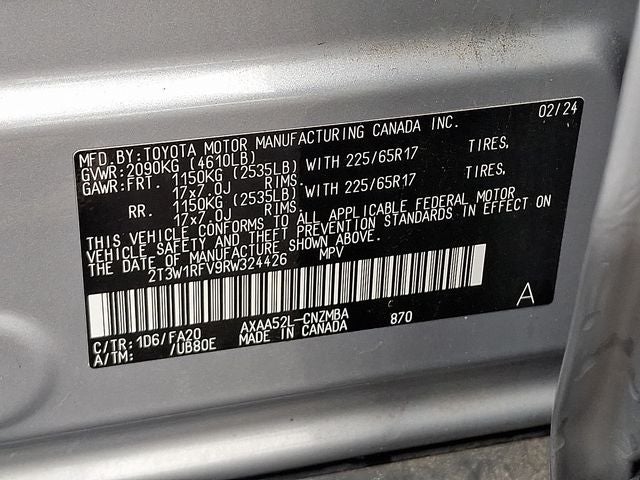 02/24
MFD.BY:TOYOTA MOTOR MANUFACTURING CANADA INC.
GVWR:2090KG (4610LB)
GAWR:FRT. 1150KG (2535LB) WITH 225/65R17 TIRES,
17x7.0J RIMS.
RR. 1150KG (2535LB) WITH 225/65R17 TIRES,
17x7.0J RIMS.
THIS VEHICLE CONFORMS TO ALL APPLICABLE FEDERAL MOTOR
VEHICLE SAFETY AND THEFT PREVENTION STANDARDS IN EFFECT ON
THE DATE OF MANUFACTURE SHOWN ABOVE.
2T3W1RFV9RW324426 MPV
A
C/TR:1D6/FA20 AXAA52L-CNZMBA 870
A/TM: /UB80E MADE IN CANADA